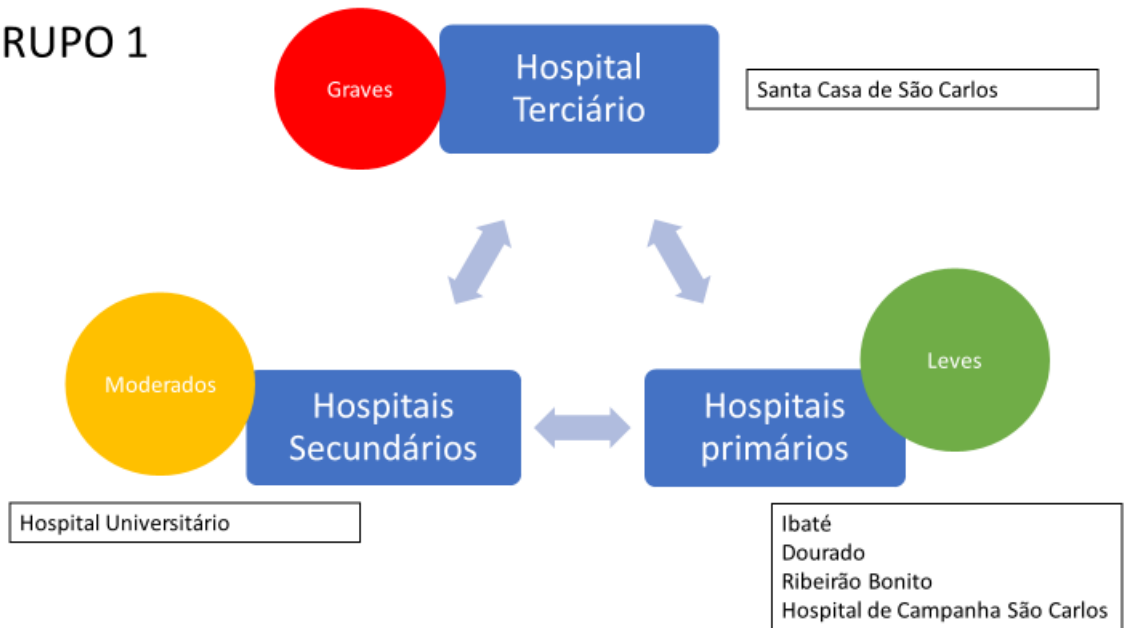 RUPO 1
Graves
Hospital
Terciário
Santa Casa de São Carlos
Moderados
Hospitais
Secundários
Hospitais
primários
Leves
Hospital Universitário
Ibaté
Dourado
Ribeirão Bonito
Hospital de Campanha São Carlos